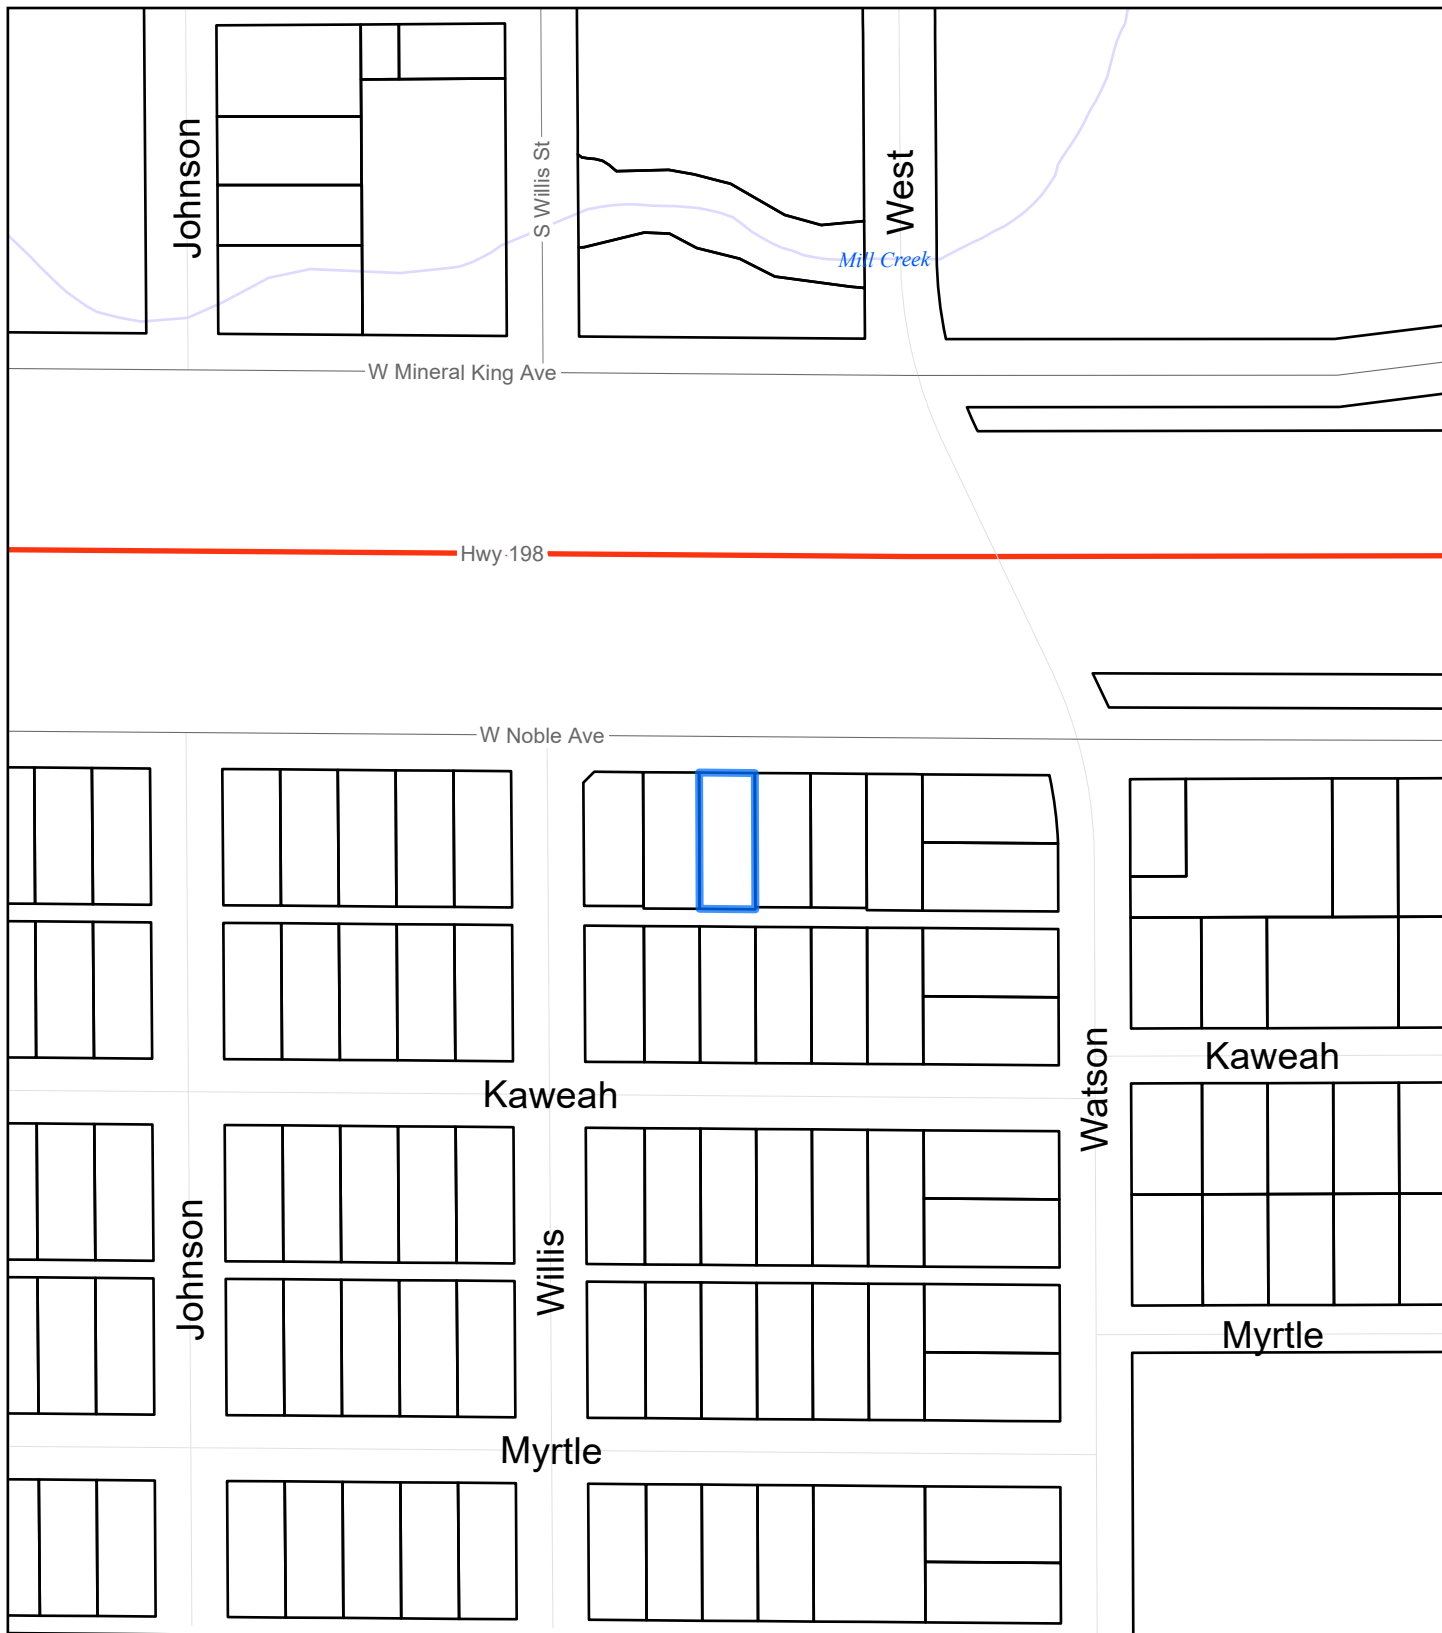 Johnson
S Willis St
West
Mill Creek
W Mineral King Ave
Hwy 198
W Noble Ave
Watson
Kaweah
Kaweah
Johnson
Willis
Myrtle
Myrtle